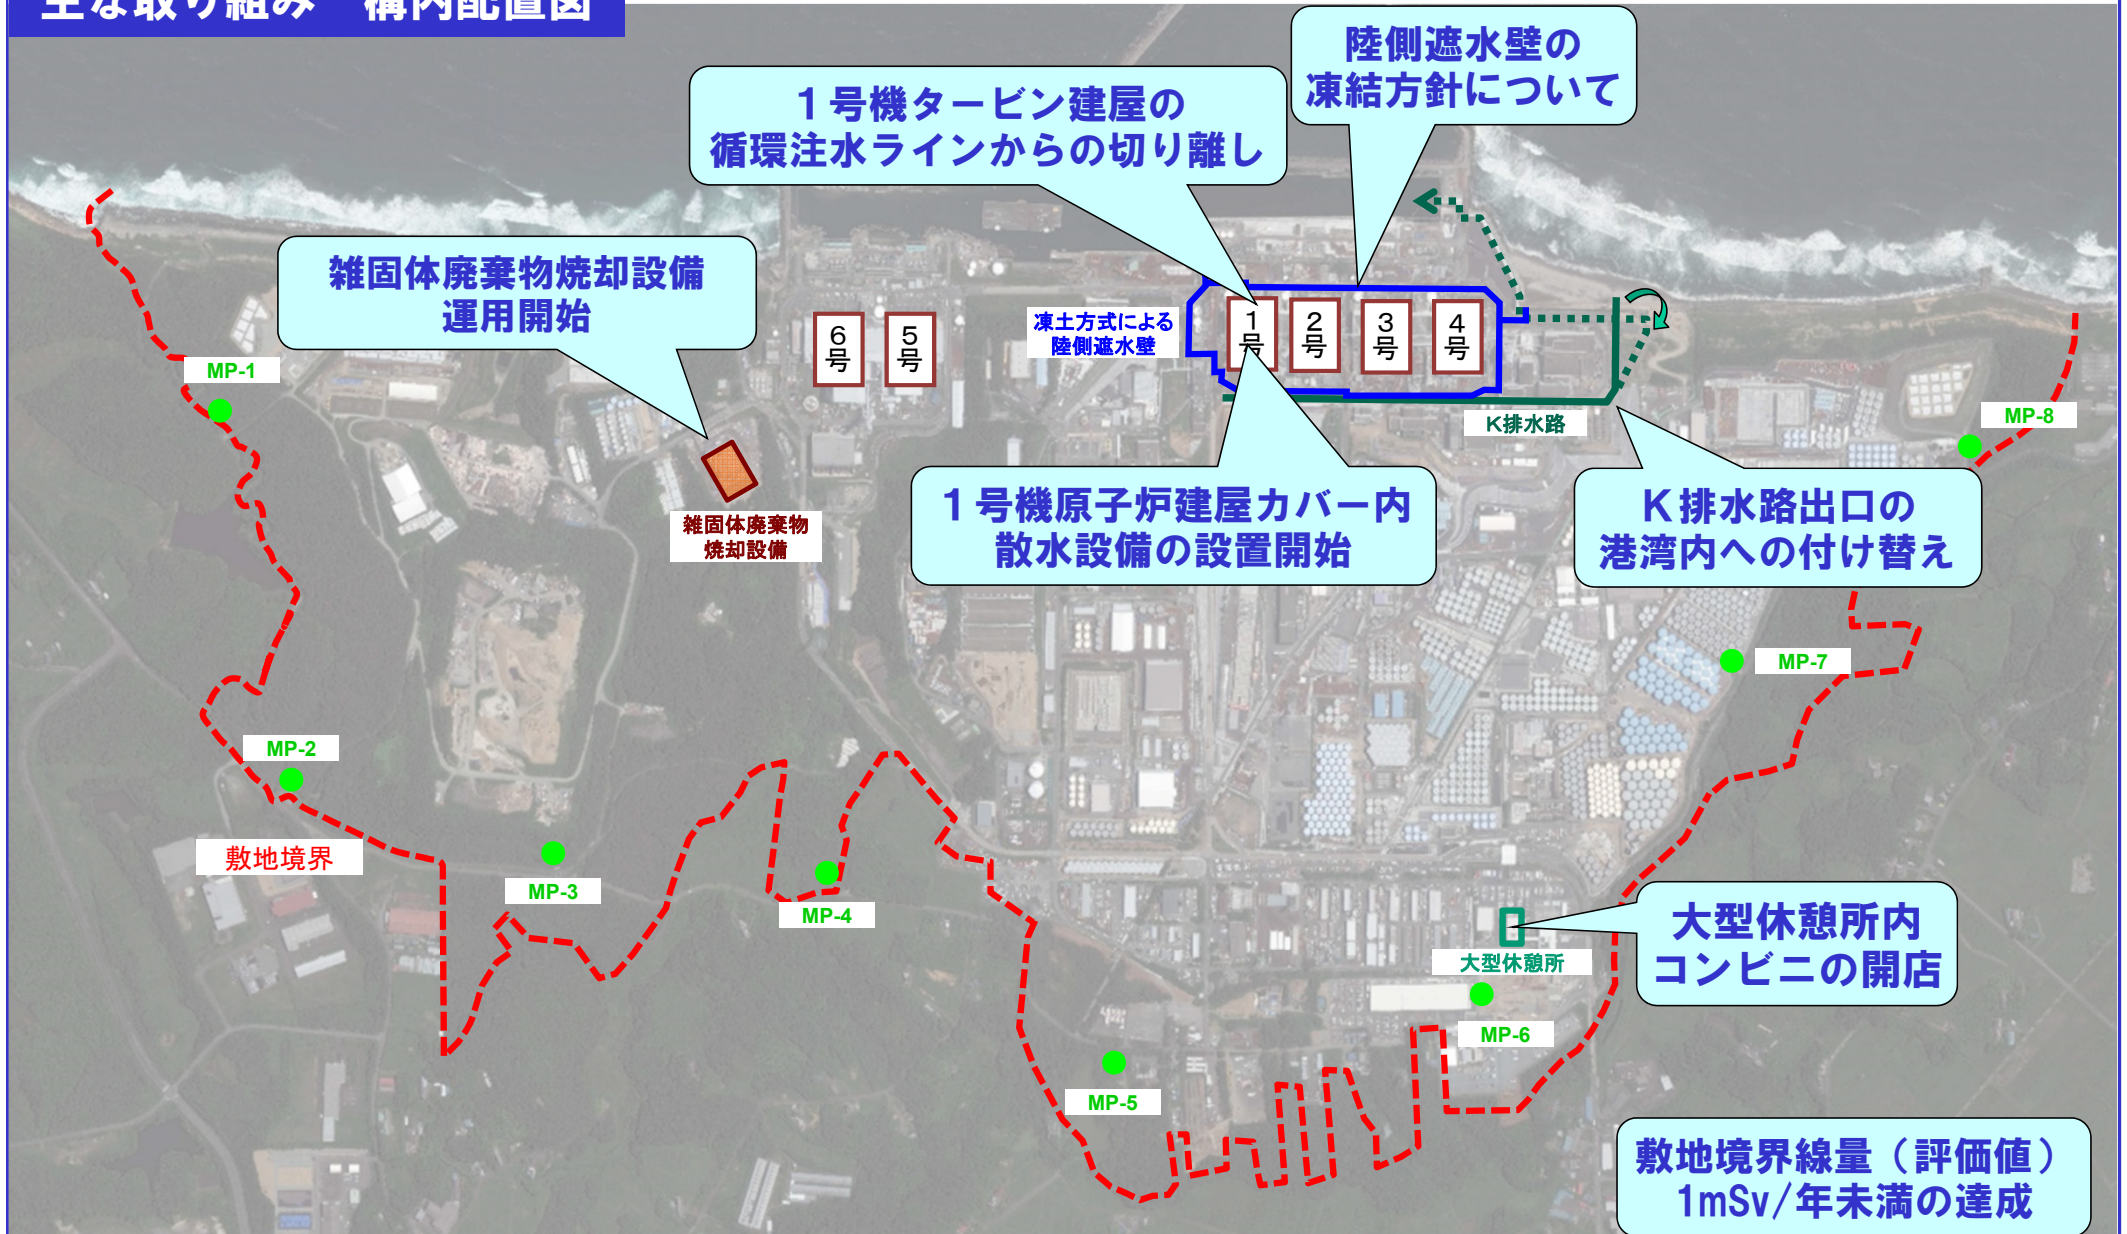 主な取り組み 構内配置図
陸側遮水壁の
凍結方針について
1号機タービン建屋の
循環注水ラインからの切り離し
雑固体廃棄物焼却設備
運用開始
凍土方式による
陸側遮水壁
6号
5号
1号
2号
3号
4号
MP-1
MP-8
K排水路
1号機原子炉建屋カバー内
散水設備の設置開始
K排水路出口の
港湾内への付け替え
雑固体廃棄物
焼却設備
MP-7
MP-2
敷地境界
MP-3
MP-4
大型休憩所内
コンビニの開店
大型休憩所
MP-6
MP-5
敷地境界線量（評価値）
1mSv/年未満の達成